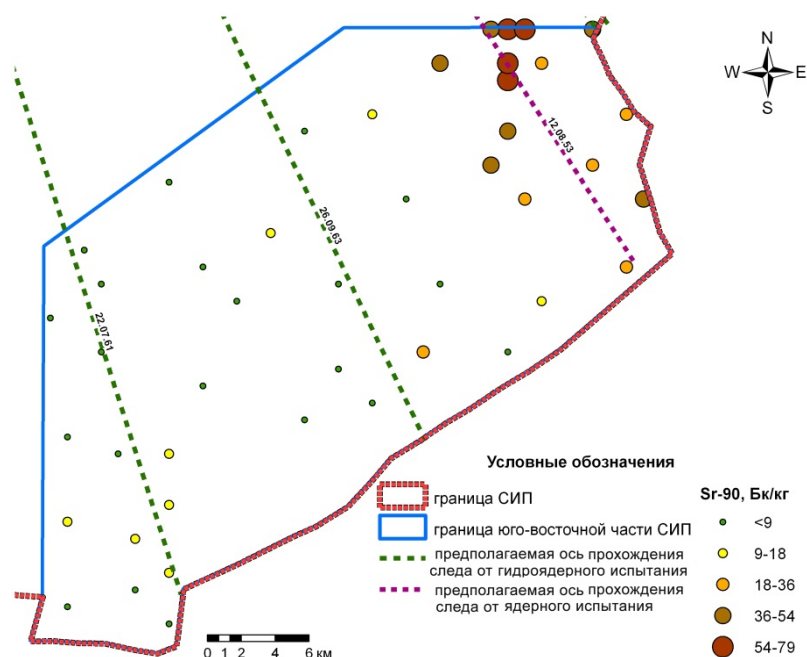 N
W E
S
12.08.53
26.09.63
22.07.61
Условные обозначения
граница СИП
граница юго-восточной части СИП
предполагаемая ось прохождения
следа от гидроядерного испытания
предполагаемая ось прохождения
следа от ядерного испытания
Sr-90, Бк/кг
<9
9-18
18-36
36-54
54-79
0 1 2 4 6 км